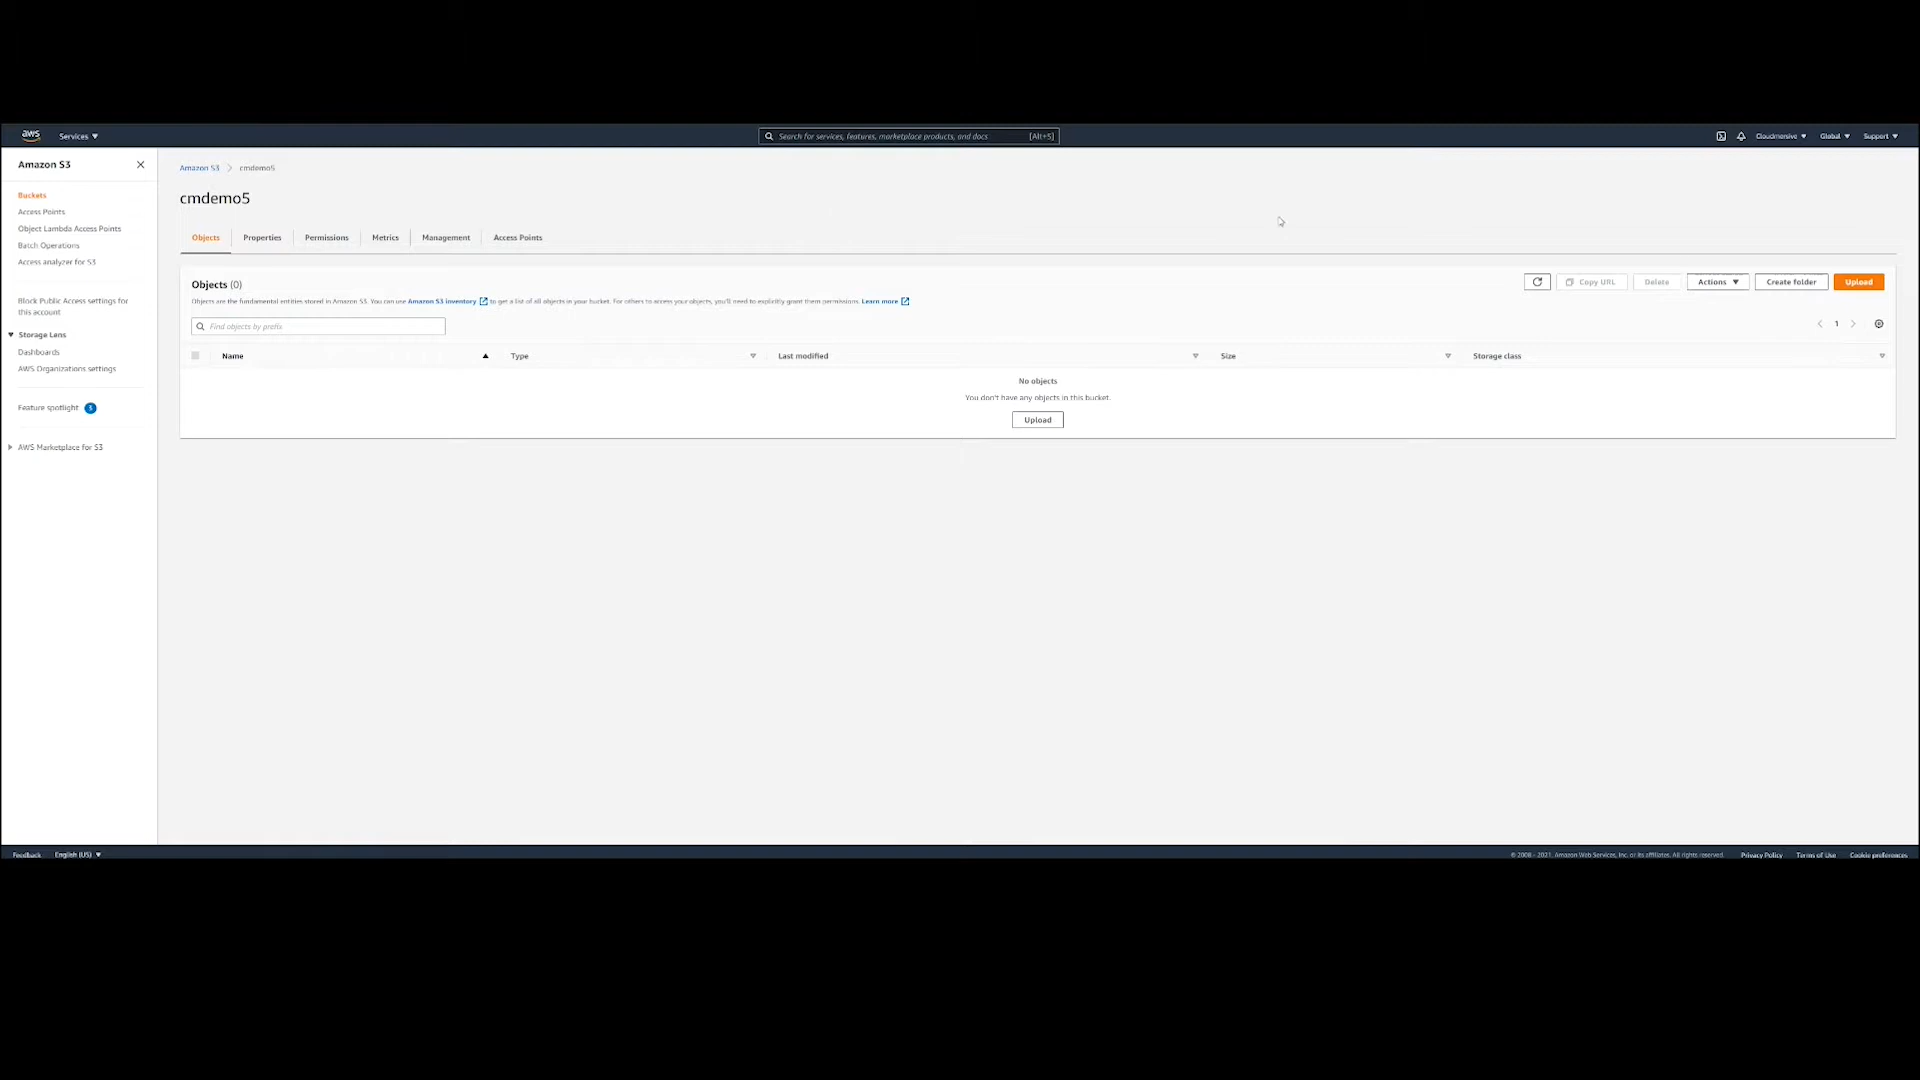 aws
Services
Search for services, features, marketplace products, and docs
[Alt+S]
Cloudmersive
Global
Support
Amazon S3
Buckets
Access Points
Object Lambda Access Points
Batch Operations
Access analyzer for S3
Block Public Access settings for
this account
Storage Lens
Dashboards
AWS Organizations settings
Feature spotlight 3
AWS Marketplace for S3
Amazon S3
cmdemo5
cmdemo5
Objects
Properties
Permissions
Metrics
Management
Access Points
Objects (0)
Objects are the fundamental entities stored in Amazon S3. You can use Amazon S3 inventory to get a list of all objects in your bucket. For others to access your objects, you'll need to explicitly grant them permissions. Learn more
Copy URL
Delete
Actions
Create folder
Upload
Find objects by prefix
1
Name
Type
Last modified
Size
Storage class
No objects
You don't have any objects in this bucket.
Upload
Feedback
English (US)
© 2008 - 2021, Amazon Web Services, Inc. or its affiliates. All rights reserved.
Privacy Policy
Terms of Use
Cookie preferences